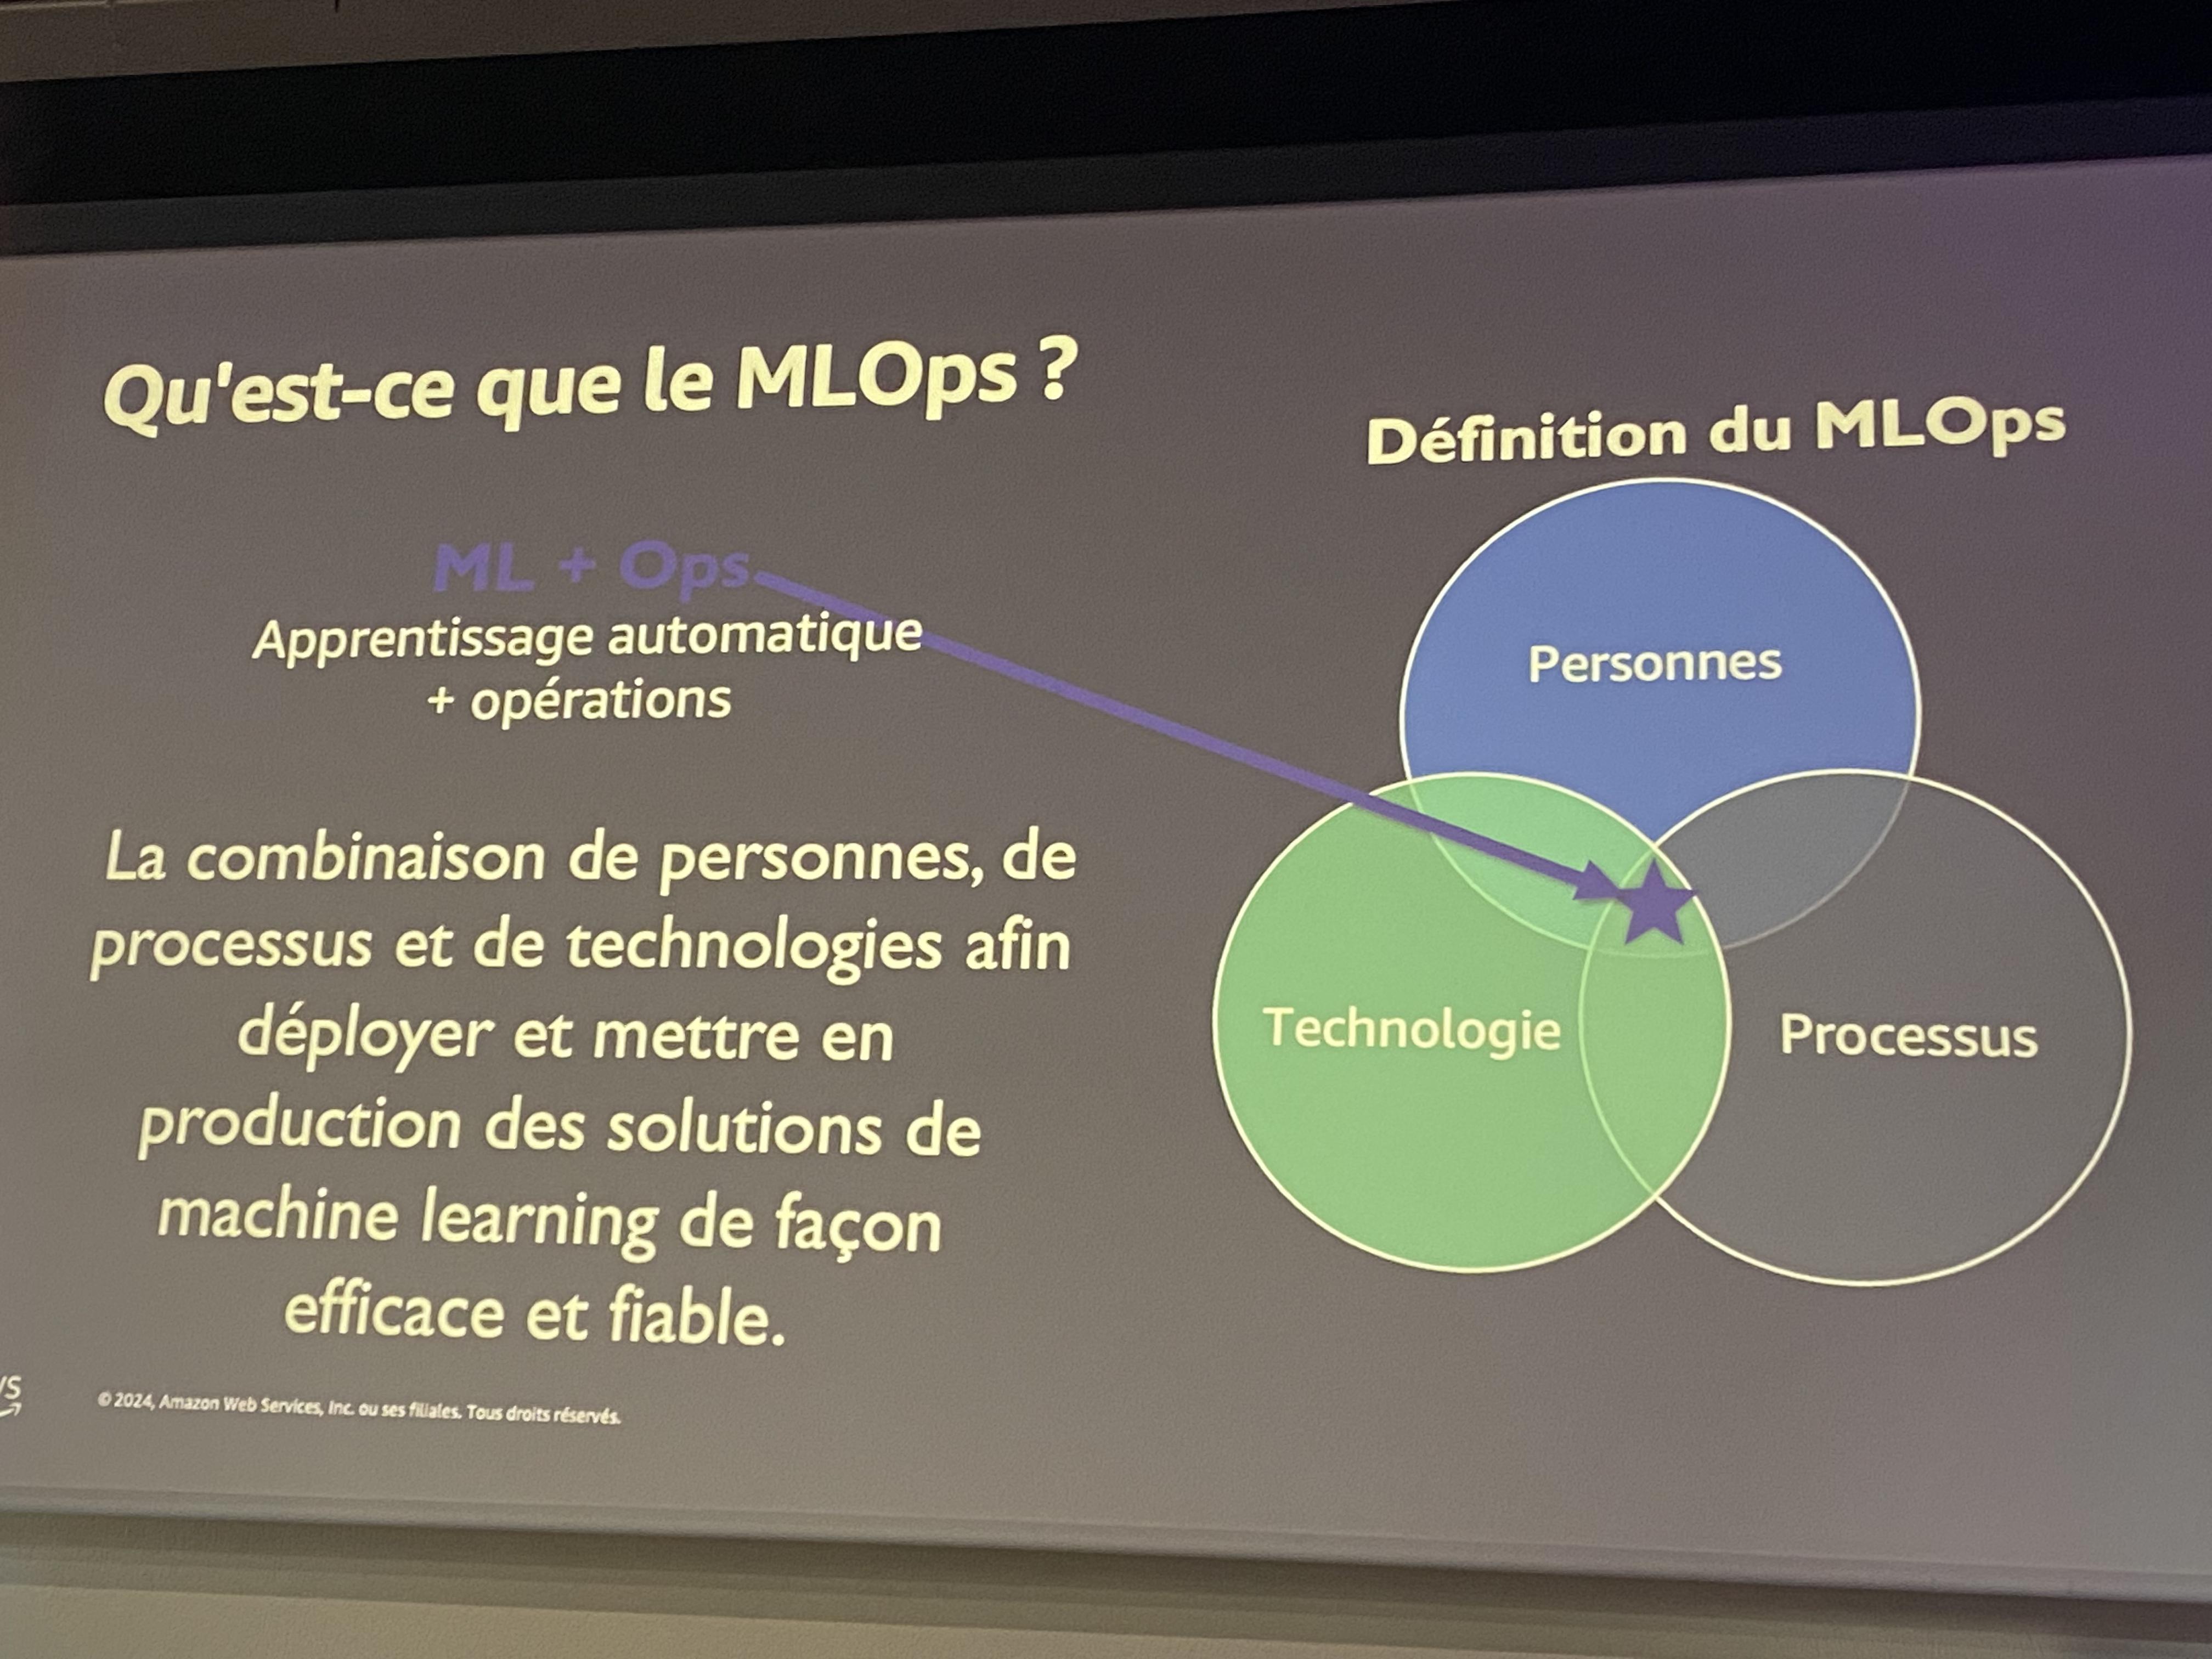 Qu'est-ce que le MLOps ?
ML + Ops
Apprentissage automatique
+ opérations
La combinaison de personnes, de
processus et de technologies afin
déployer et mettre en
production des solutions de
machine learning de façon
efficace et fiable.
Définition du MLOps
Personnes
Technologie
Processus
© 2024, Amazon Web Services, Inc. ou ses filiales. Tous droits réservés.